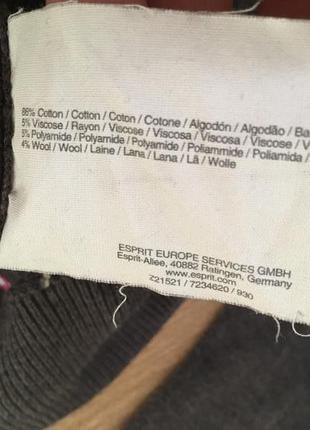 86% Cotton / Cotton / Coton / Cotone / Algodón / Algodão / Ba
5% Viscose / Rayon / Viscose / Viscosa / Viscosa / Viscose / V
5% Polyamide / Polyamide / Polyamide / Poliammide / Poliamida /
4% Wool / Wool / Laine / Lana / Lana / Lã / Wolle
ESPRIT EUROPE SERVICES GMBH
Esprit-Allee, 40882 Ratingen, Germany
www.esprit.com
Z21521 / 7234620 / 930